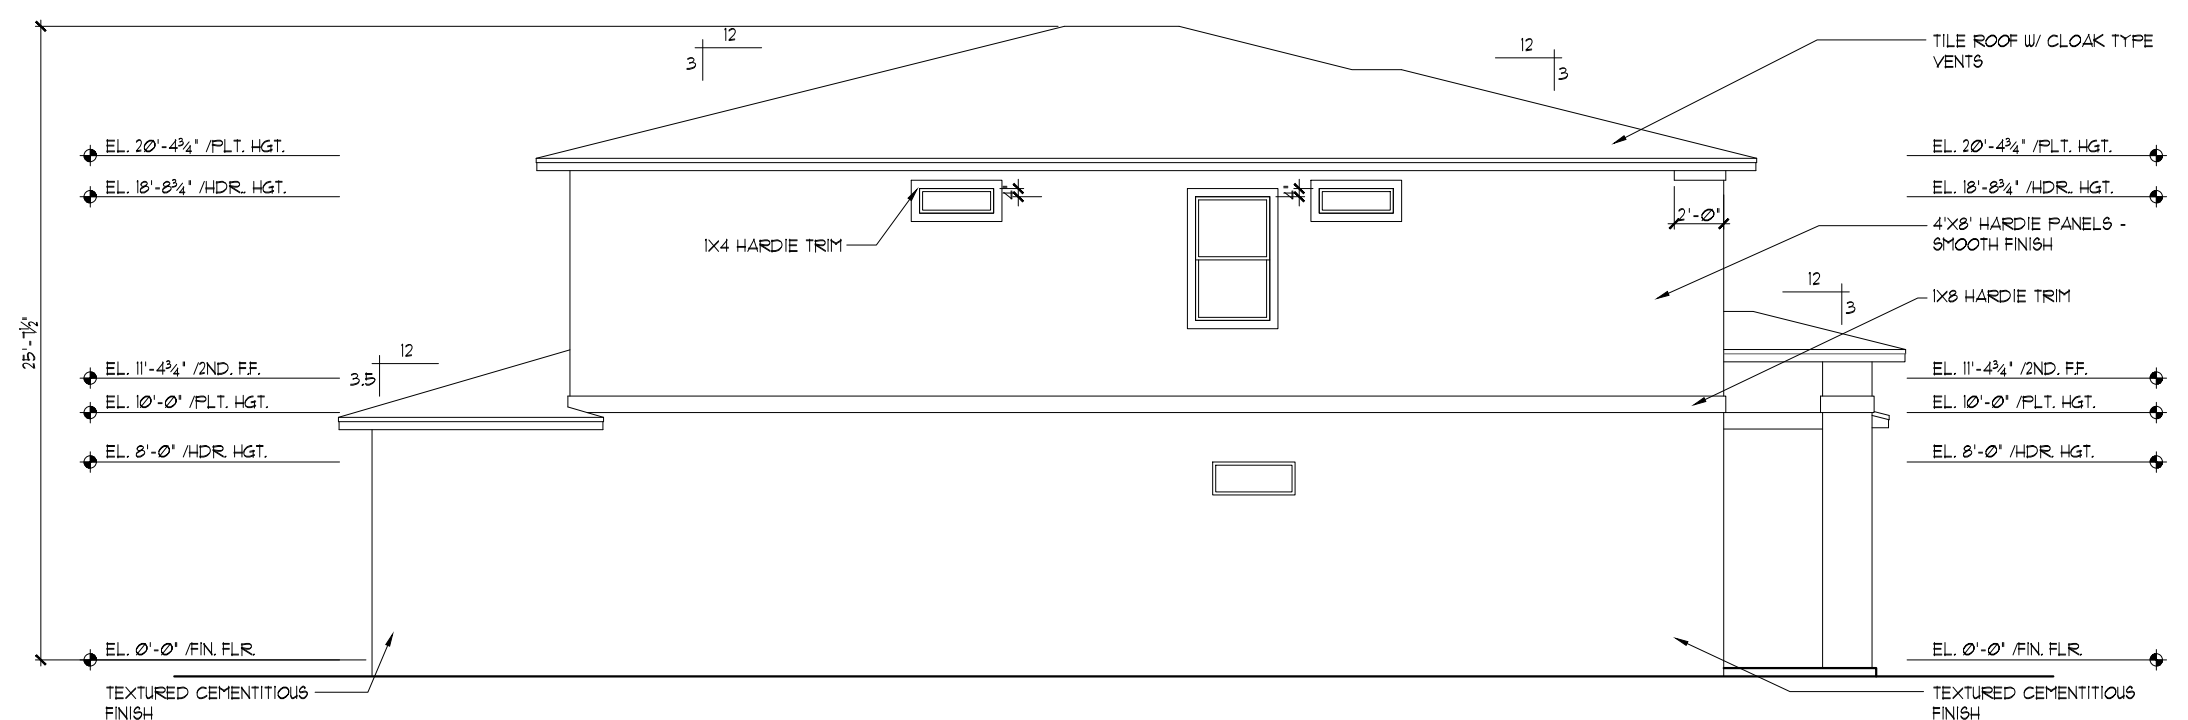 12
3
12
3
TILE ROOF W/ CLOAK TYPE
VENTS
EL. 20'-4¾" /PLT. HGT.
EL. 20'-4¾" /PLT. HGT.
EL. 18'-8¾" /HDR.. HGT.
EL. 18'-8¾" /HDR.. HGT.
2'-0"
1X4 HARDIE TRIM
4'X8' HARDIE PANELS -
SMOOTH FINISH
12
3
1X8 HARDIE TRIM
25'-7½"
12
3.5
EL. 11'-4¾" /2ND. F.F.
EL. 11'-4¾" /2ND. F.F.
EL. 10'-0" /PLT. HGT.
EL. 10'-0" /PLT. HGT.
EL. 8'-0" /HDR. HGT.
EL. 8'-0" /HDR. HGT.
EL. 0'-0" /FIN. FLR.
EL. 0'-0" /FIN. FLR.
TEXTURED CEMENTITIOUS
FINISH
TEXTURED CEMENTITIOUS
FINISH